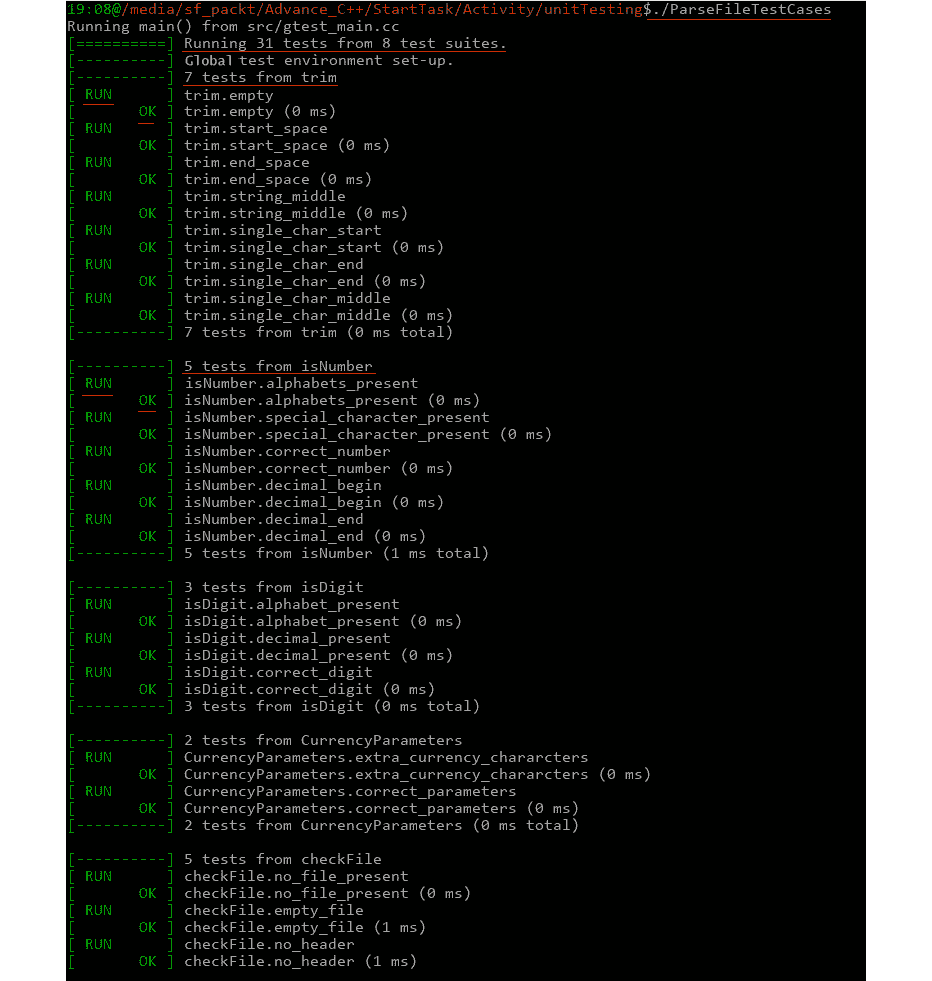 19:08@/media/sf_packt/Advance_C++/StartTask/Activity/unitTesting$./ParseFileTestCases
Running main() from src/gtest_main.cc
[==========] Running 31 tests from 8 test suites.
[----------] Global test environment set-up.
[----------] 7 tests from trim
[ RUN      ] trim.empty
[       OK ] trim.empty (0 ms)
[ RUN      ] trim.start_space
[       OK ] trim.start_space (0 ms)
[ RUN      ] trim.end_space
[       OK ] trim.end_space (0 ms)
[ RUN      ] trim.string_middle
[       OK ] trim.string_middle (0 ms)
[ RUN      ] trim.single_char_start
[       OK ] trim.single_char_start (0 ms)
[ RUN      ] trim.single_char_end
[       OK ] trim.single_char_end (0 ms)
[ RUN      ] trim.single_char_middle
[       OK ] trim.single_char_middle (0 ms)
[----------] 7 tests from trim (0 ms total)
[----------] 5 tests from isNumber
[ RUN      ] isNumber.alphabets_present
[       OK ] isNumber.alphabets_present (0 ms)
[ RUN      ] isNumber.special_character_present
[       OK ] isNumber.special_character_present (0 ms)
[ RUN      ] isNumber.correct_number
[       OK ] isNumber.correct_number (0 ms)
[ RUN      ] isNumber.decimal_begin
[       OK ] isNumber.decimal_begin (0 ms)
[ RUN      ] isNumber.decimal_end
[       OK ] isNumber.decimal_end (0 ms)
[----------] 5 tests from isNumber (1 ms total)
[----------] 3 tests from isDigit
[ RUN      ] isDigit.alphabet_present
[       OK ] isDigit.alphabet_present (0 ms)
[ RUN      ] isDigit.decimal_present
[       OK ] isDigit.decimal_present (0 ms)
[ RUN      ] isDigit.correct_digit
[       OK ] isDigit.correct_digit (0 ms)
[----------] 3 tests from isDigit (0 ms total)
[----------] 2 tests from CurrencyParameters
[ RUN      ] CurrencyParameters.extra_currency_chararcters
[       OK ] CurrencyParameters.extra_currency_chararcters (0 ms)
[ RUN      ] CurrencyParameters.correct_parameters
[       OK ] CurrencyParameters.correct_parameters (0 ms)
[----------] 2 tests from CurrencyParameters (0 ms total)
[----------] 5 tests from checkFile
[ RUN      ] checkFile.no_file_present
[       OK ] checkFile.no_file_present (0 ms)
[ RUN      ] checkFile.empty_file
[       OK ] checkFile.empty_file (1 ms)
[ RUN      ] checkFile.no_header
[       OK ] checkFile.no_header (1 ms)